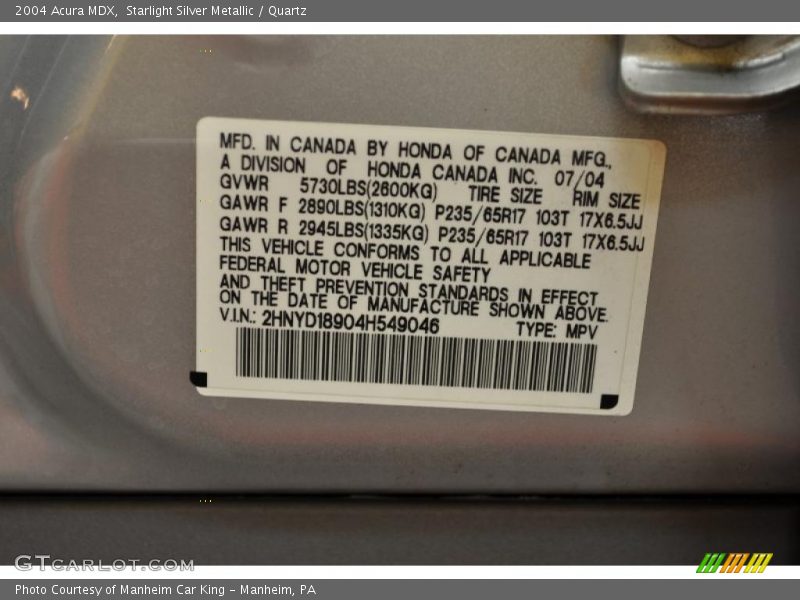 2004 Acura MDX, Starlight Silver Metallic / Quartz
MFD. IN CANADA BY HONDA OF CANADA MFG.,
A DIVISION OF HONDA CANADA INC. 07/04
GVWR 5730LBS(2600KG) TIRE SIZE RIM SIZE
GAWR F 2890LBS(1310KG) P235/65R17 103T 17X6.5JJ
GAWR R 2945LBS(1335KG) P235/65R17 103T 17X6.5JJ
THIS VEHICLE CONFORMS TO ALL APPLICABLE
FEDERAL MOTOR VEHICLE SAFETY
AND THEFT PREVENTION STANDARDS IN EFFECT
ON THE DATE OF MANUFACTURE SHOWN ABOVE.
V.I.N.: 2HNYD18904H549046 TYPE: MPV
GTCARLOT.COM
Photo Courtesy of Manheim Car King - Manheim, PA